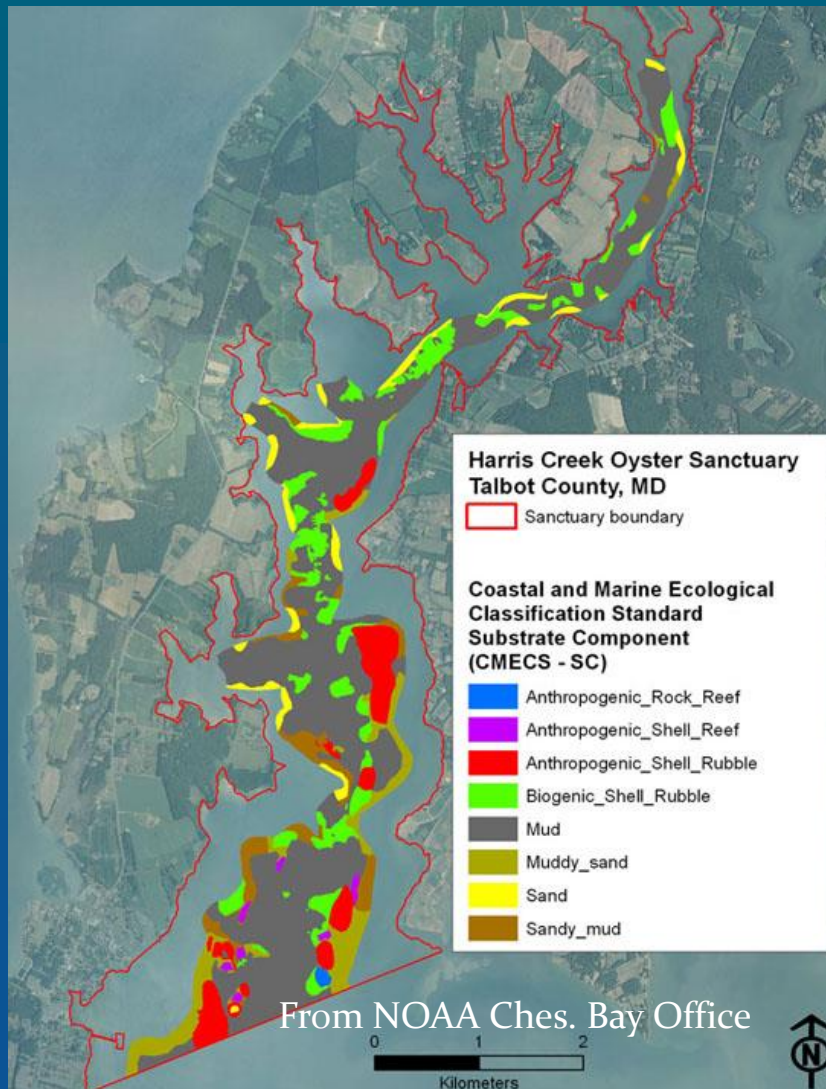 Harris Creek Oyster Sanctuary
Talbot County, MD
Sanctuary boundary
Coastal and Marine Ecological
Classification Standard
Substrate Component
(CMECS - SC)
Anthropogenic_Rock_Reef
Anthropogenic_Shell_Reef
Anthropogenic_Shell_Rubble
Biogenic_Shell_Rubble
Mud
Muddy_sand
Sand
Sandy_mud
From NOAA Ches. Bay Office
0 1 2
Kilometers
N